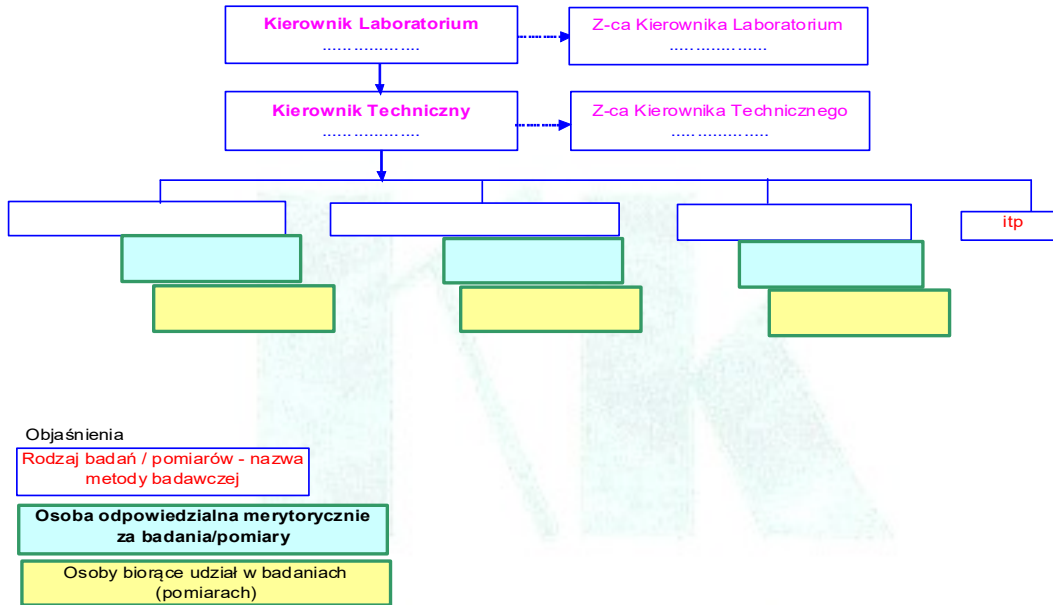 Kierownik Laboratorium
...... ..........
Z-ca Kierownika Laboratorium
..... ..... ......
Kierownik Techniczny
...... ..........
Z-ca Kierownika Technicznego
..... ..... ......
itp
Objaśnienia
Rodzaj badań / pomiarów - nazwa
metody badawczej
Osoba odpowiedzialna merytorycznie
za badania/pomiary
Osoby biorące udział w badaniach
(pomiarach)